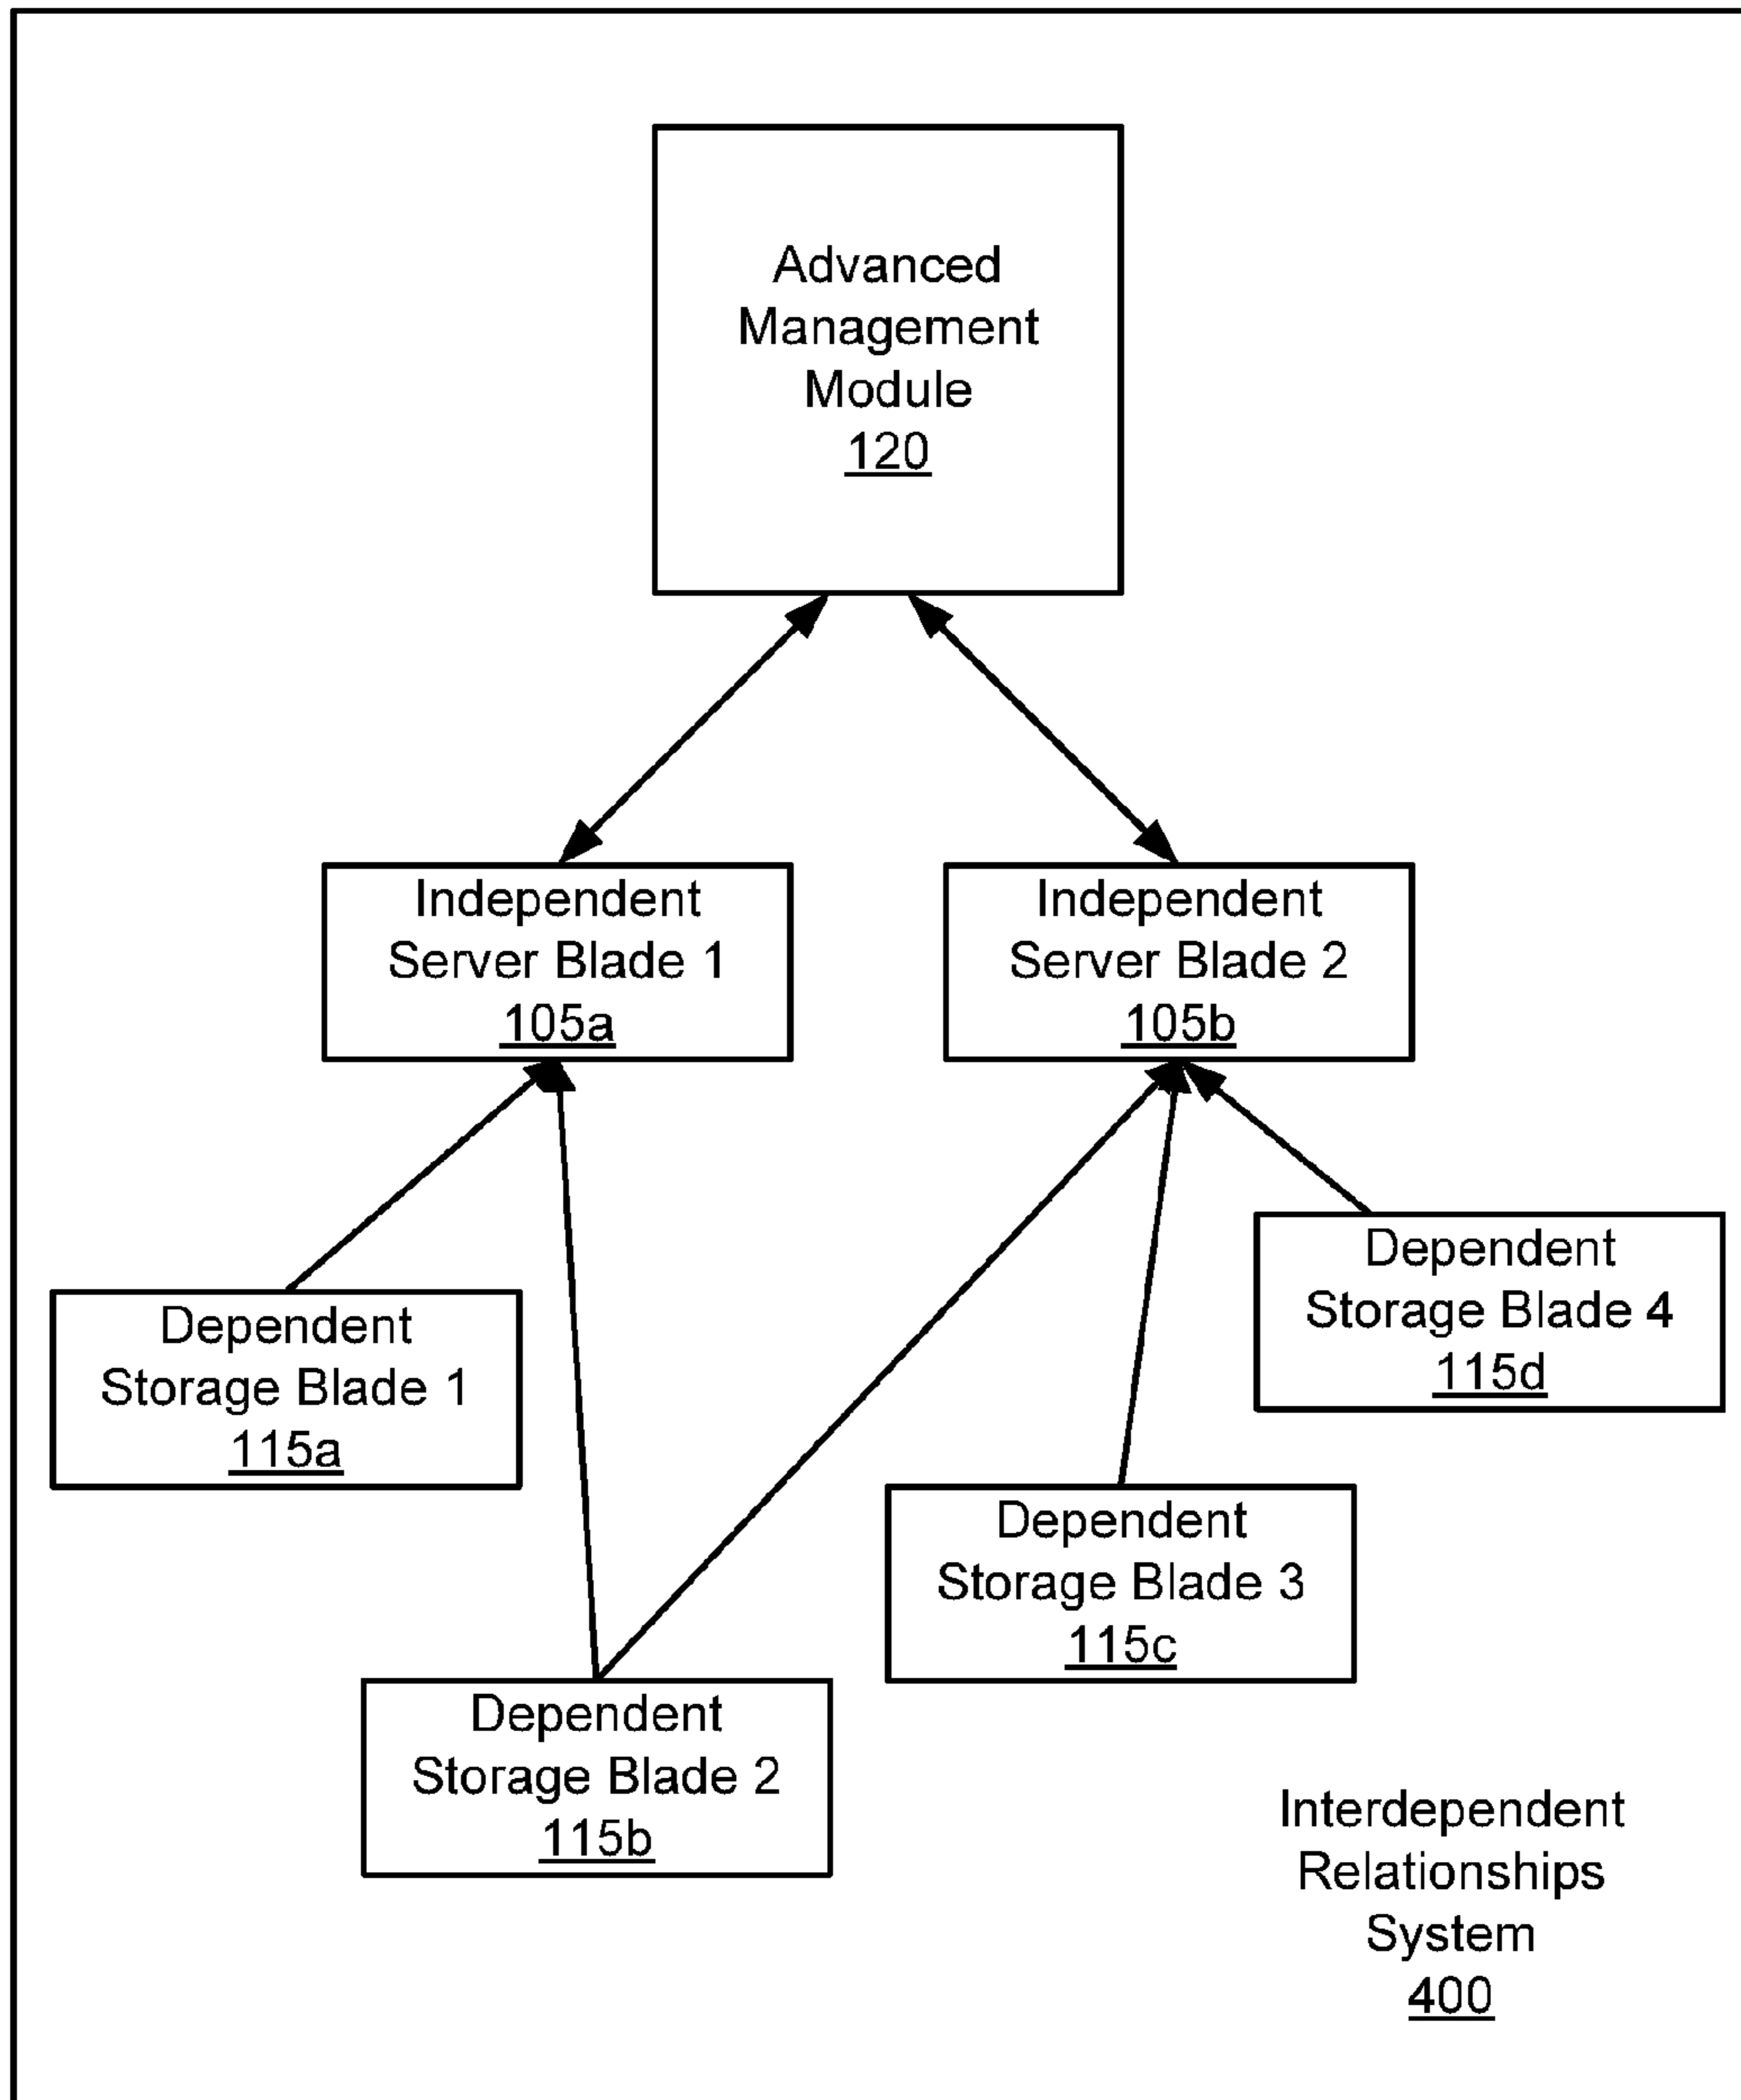 Advanced
Management
Module
120
Independent
Server Blade 1
105a
Independent
Server Blade 2
105b
Dependent
Storage Blade 4
115d
Dependent
Storage Blade 1
115a
Dependent
Storage Blade 3
115c
Dependent
Storage Blade 2
115b
Interdependent
Relationships
System
400